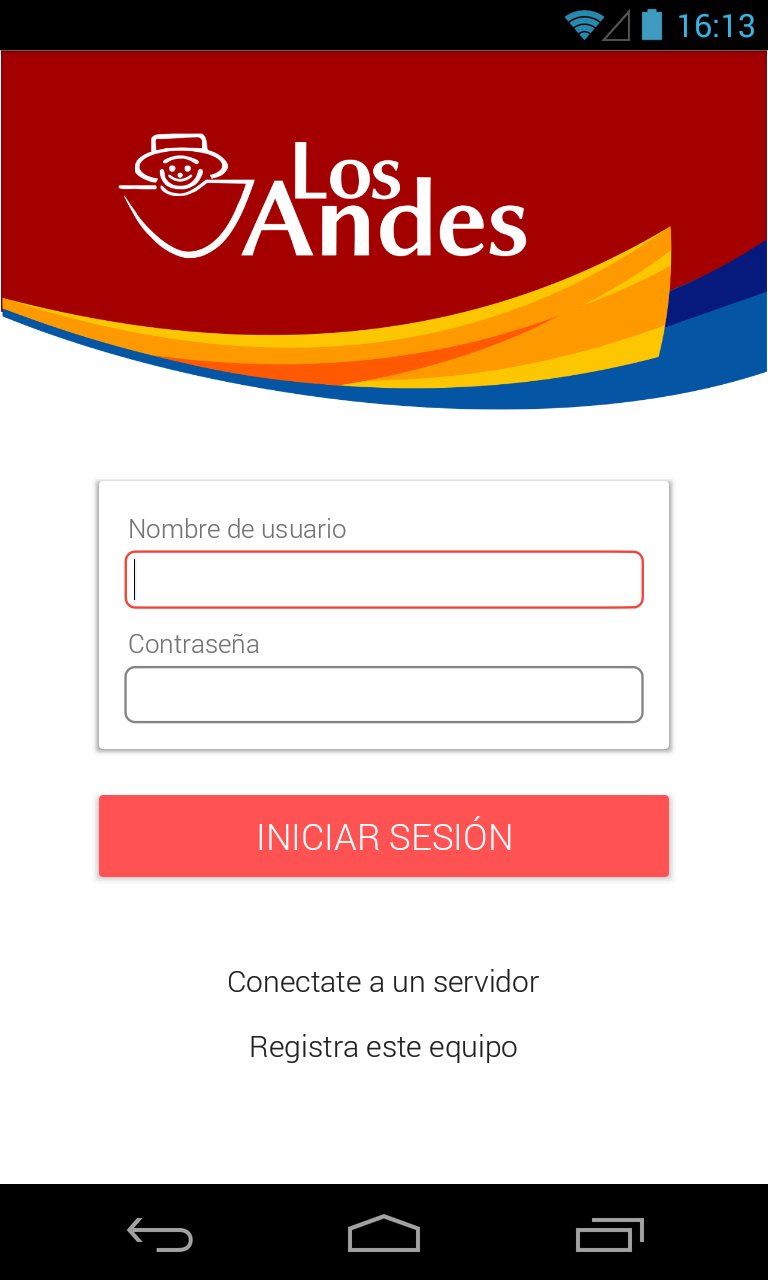 16:13
Los
Andes
Nombre de usuario
Contraseña
INICIAR SESIÓN
Conectate a un servidor
Registra este equipo